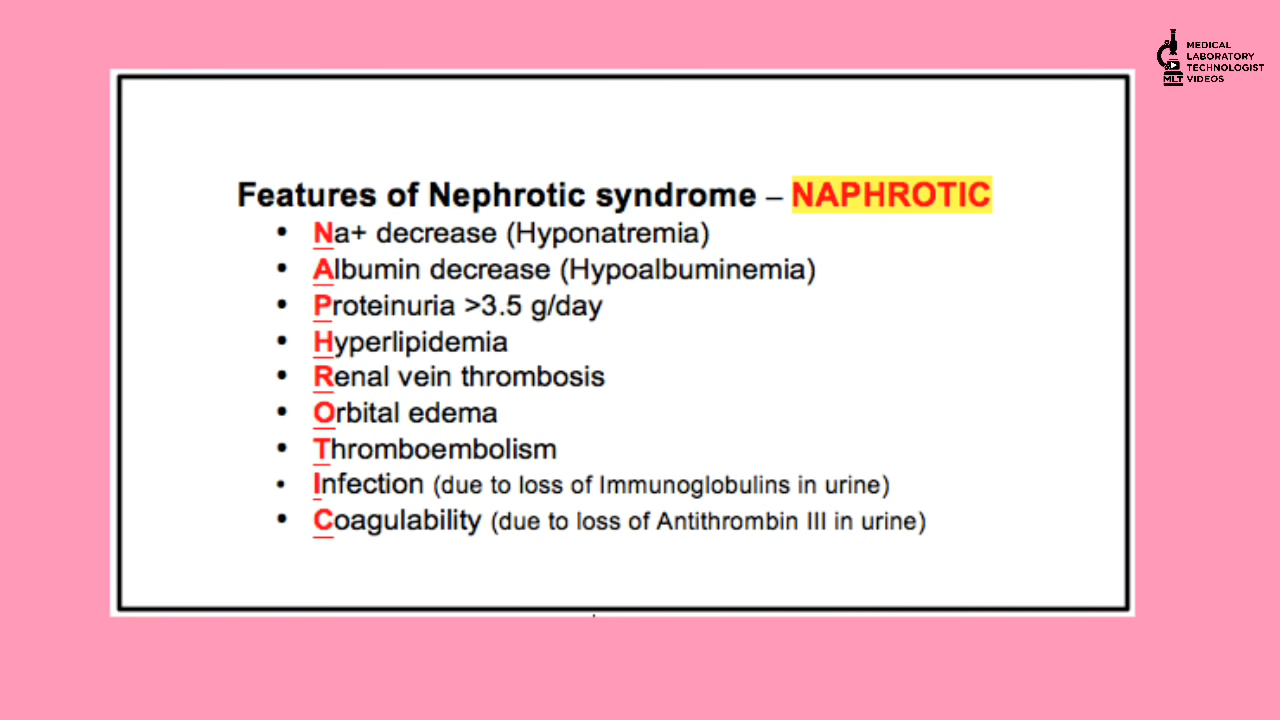 MEDICAL
LABORATORY
TECHNOLOGIST
MLT VIDEOS
Features of Nephrotic syndrome – NAPHROTIC
• Na+ decrease (Hyponatremia)
• Albumin decrease (Hypoalbuminemia)
• Proteinuria >3.5 g/day
• Hyperlipidemia
• Renal vein thrombosis
• Orbital edema
• Thromboembolism
• Infection (due to loss of Immunoglobulins in urine)
• Coagulability (due to loss of Antithrombin III in urine)